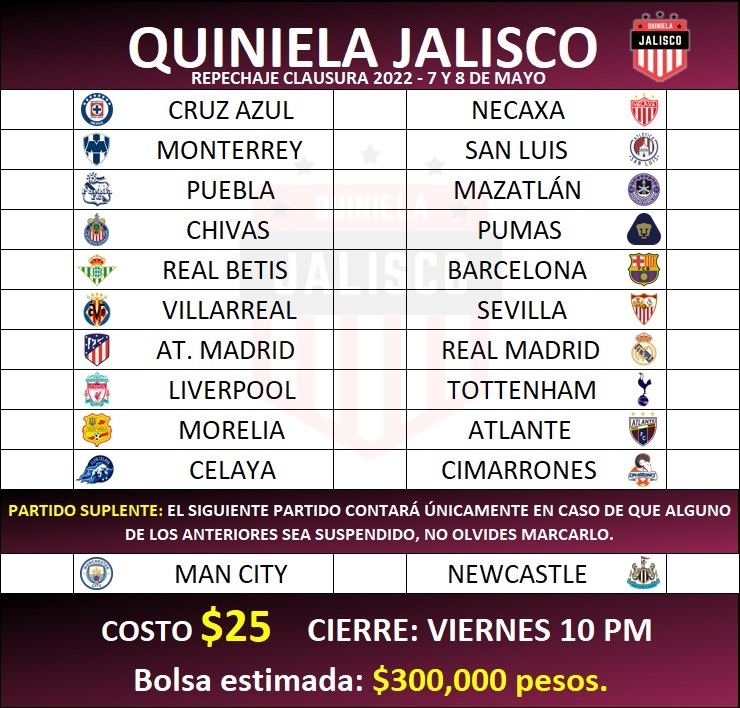 QUINIELA JALISCO
REPECHAJE CLAUSURA 2022 - 7 Y 8 DE MAYO
QUINIELA
JALISCO
CRUZ AZUL NECAXA
MONTERREY SAN LUIS
PUEBLA MAZATLÁN
CHIVAS PUMAS
REAL BETIS BARCELONA
VILLARREAL SEVILLA
AT. MADRID REAL MADRID
LIVERPOOL TOTTENHAM
MORELIA ATLANTE
CELAYA CIMARRONES
QUINIELA
JALISCO
PARTIDO SUPLENTE: EL SIGUIENTE PARTIDO CONTARÁ ÚNICAMENTE EN CASO DE QUE ALGUNO
DE LOS ANTERIORES SEA SUSPENDIDO, NO OLVIDES MARCARLO.
MAN CITY NEWCASTLE
COSTO $25 CIERRE: VIERNES 10 PM
Bolsa estimada: $300,000 pesos.